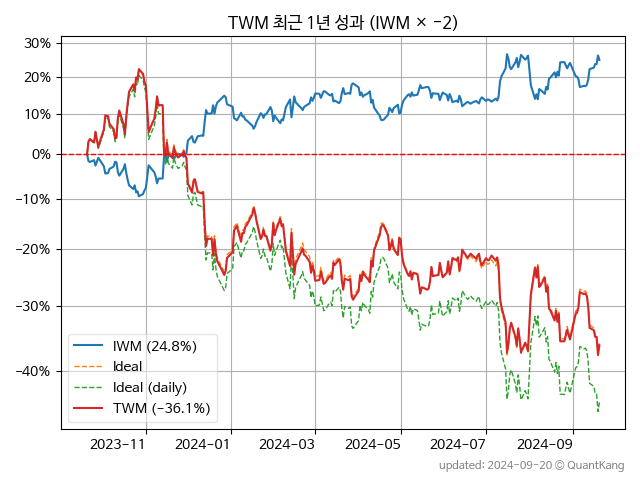 TWM 최근 1년 성과 (IWM × −2)
30%
20%
10%
0%
−10%
−20%
−30%
−40%
IWM (24.8%)
Ideal
Ideal (daily)
TWM (−36.1%)
2023−11
2024−01
2024−03
2024−05
2024−07
2024−09
updated: 2024−09−20 © QuantKang